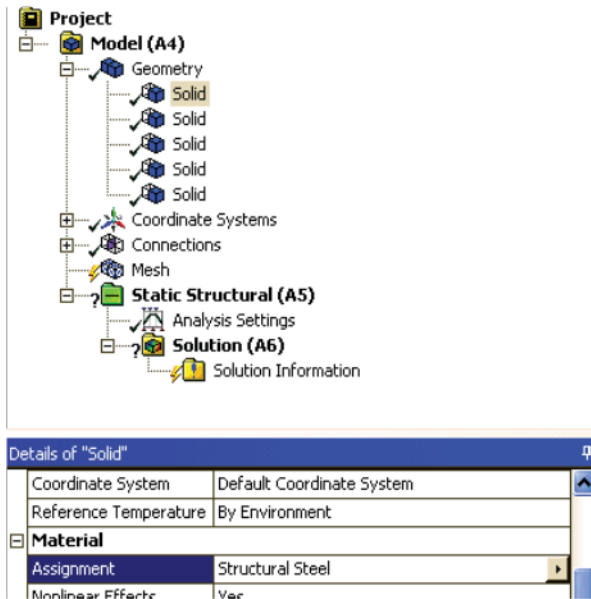 Project
Model (A4)
Geometry
Solid
Solid
Solid
Solid
Solid
Coordinate Systems
Connections
Mesh
Static Structural (A5)
Analysis Settings
Solution (A6)
Solution Information
Details of "Solid"
Coordinate System Default Coordinate System
Reference Temperature By Environment
Material
Assignment Structural Steel
Nonlinear Effects Yes